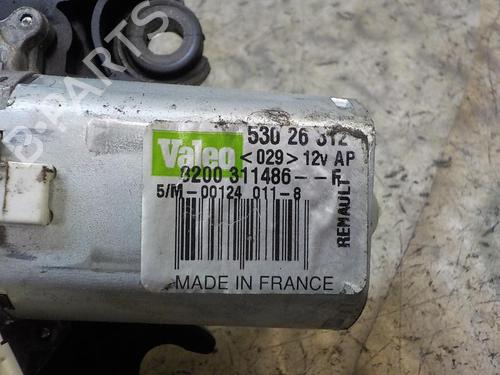 530 26 312
Valeo <029> 12v AP
8200 311486--F
5/M-00124 011-8
RENAULT
MADE IN FRANCE
B-PARTS